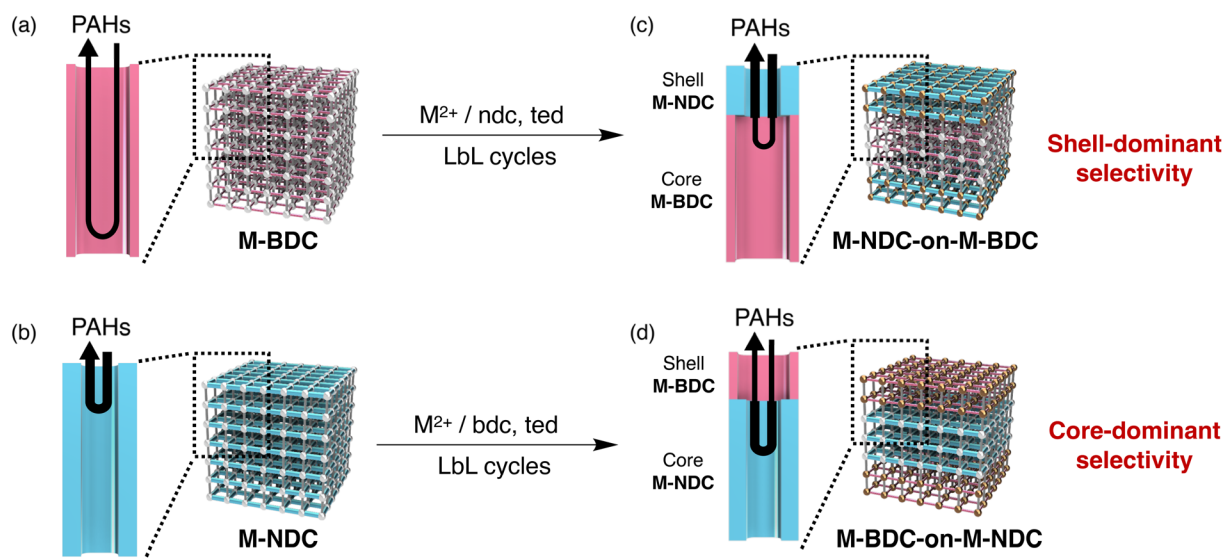 (a)
PAHs
M-BDC
M²⁺ / ndc, ted
LbL cycles
(c)
PAHs
Shell
M-NDC
Core
M-BDC
M-NDC-on-M-BDC
Shell-dominant
selectivity
(b)
PAHs
M-NDC
M²⁺ / bdc, ted
LbL cycles
(d)
PAHs
Shell
M-BDC
Core
M-NDC
M-BDC-on-M-NDC
Core-dominant
selectivity